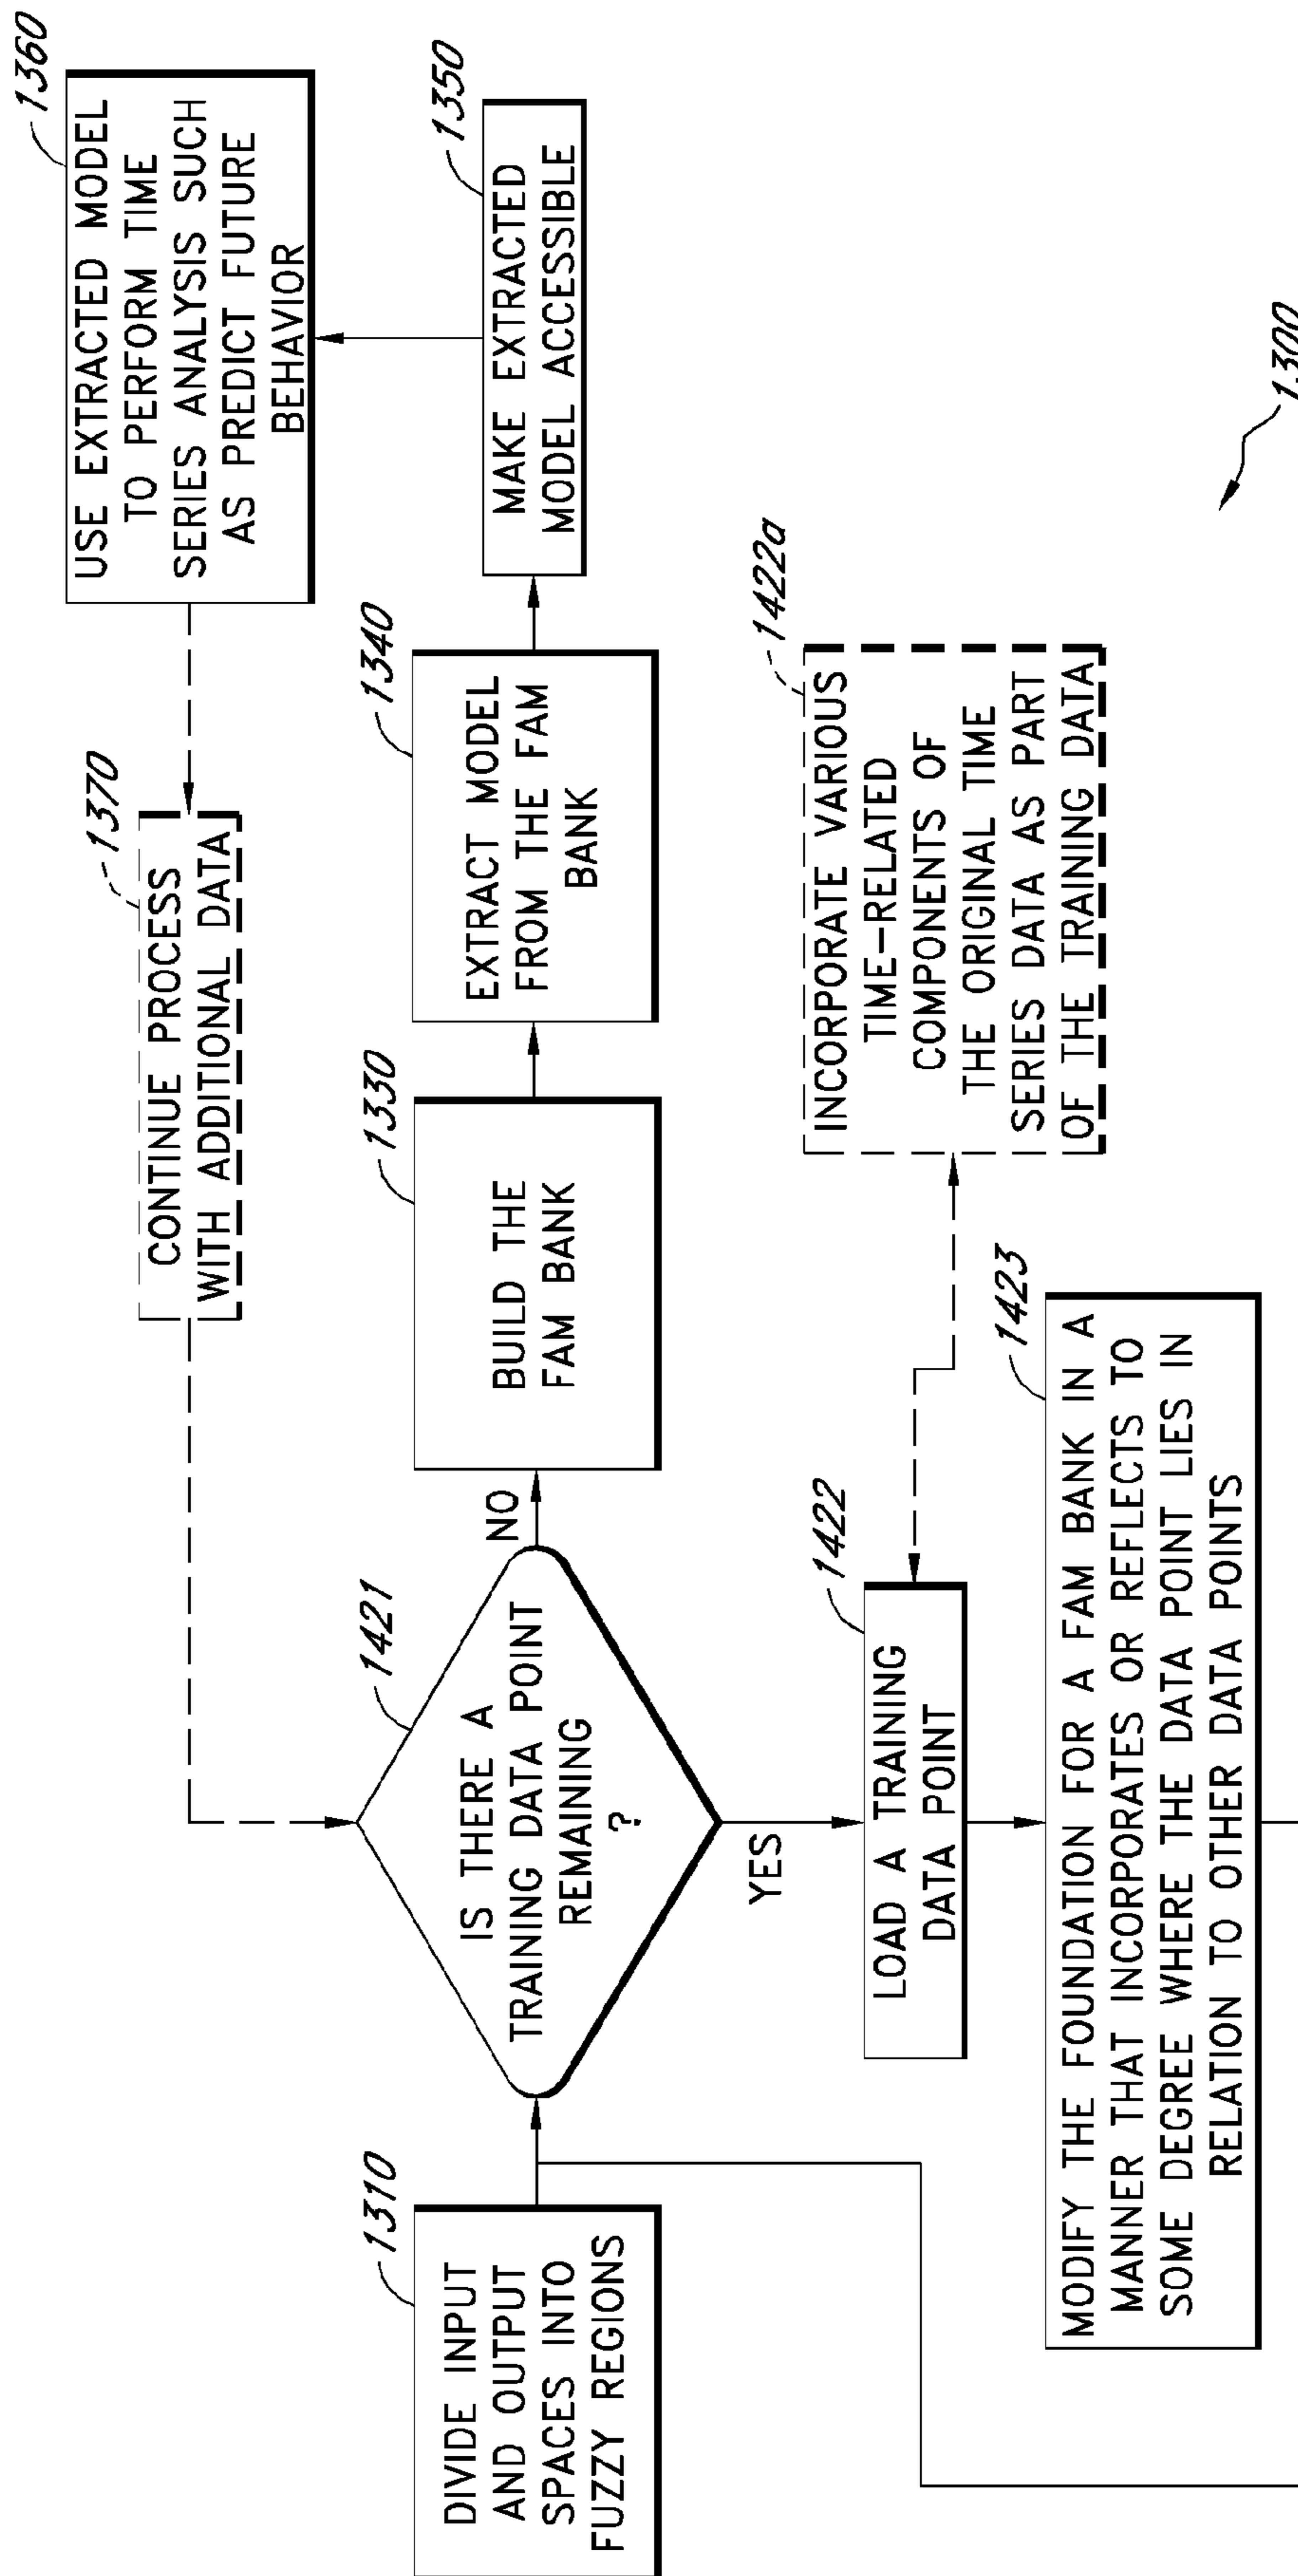 1310
DIVIDE INPUT
AND OUTPUT
SPACES INTO
FUZZY REGIONS
1421
IS THERE A
TRAINING DATA POINT
REMAINING
?
NO
YES
1330
BUILD THE
FAM BANK
1340
EXTRACT MODEL
FROM THE FAM
BANK
1350
MAKE EXTRACTED
MODEL ACCESSIBLE
1360
USE EXTRACTED MODEL
TO PERFORM TIME
SERIES ANALYSIS SUCH
AS PREDICT FUTURE
BEHAVIOR
1370
CONTINUE PROCESS
WITH ADDITIONAL DATA
1422
LOAD A TRAINING
DATA POINT
1422a
INCORPORATE VARIOUS
TIME-RELATED
COMPONENTS OF
THE ORIGINAL TIME
SERIES DATA AS PART
OF THE TRAINING DATA
1423
MODIFY THE FOUNDATION FOR A FAM BANK IN A
MANNER THAT INCORPORATES OR REFLECTS TO
SOME DEGREE WHERE THE DATA POINT LIES IN
RELATION TO OTHER DATA POINTS
1300